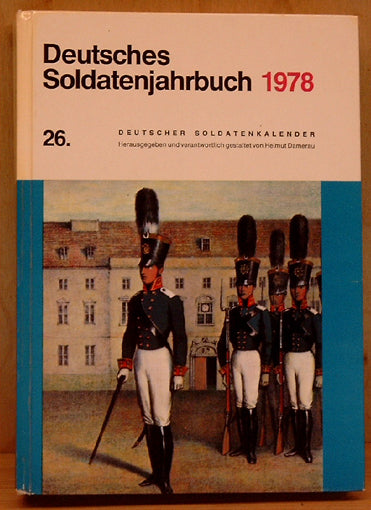 Deutsches
Soldatenjahrbuch 1978
26.
DEUTSCHER SOLDATENKALENDER
Herausgegeben und verantwortlich gestaltet von Helmut Damerau